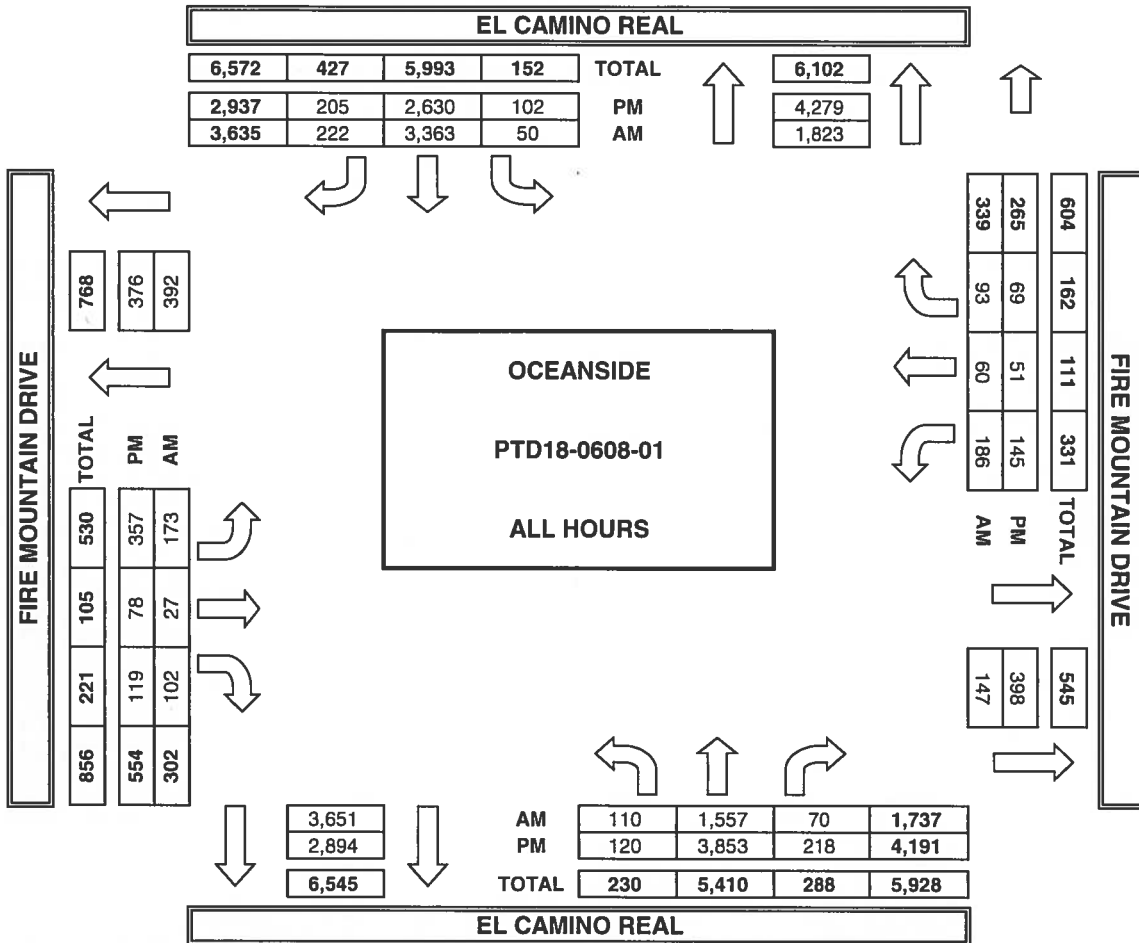 EL CAMINO REAL
6,572 427 5,993 152 TOTAL 6,102
2,937 205 2,630 102 PM 4,279
3,635 222 3,363 50 AM 1,823
FIRE MOUNTAIN DRIVE
768 376 392
TOTAL PM AM
530 357 173
105 78 27
221 119 102
856 554 302
OCEANSIDE
PTD18-0608-01
ALL HOURS
339 265 604
93 69 162
60 51 111
186 145 331
AM PM TOTAL
147 398 545
FIRE MOUNTAIN DRIVE
3,651 AM 110 1,557 70 1,737
2,894 PM 120 3,853 218 4,191
6,545 TOTAL 230 5,410 288 5,928
EL CAMINO REAL